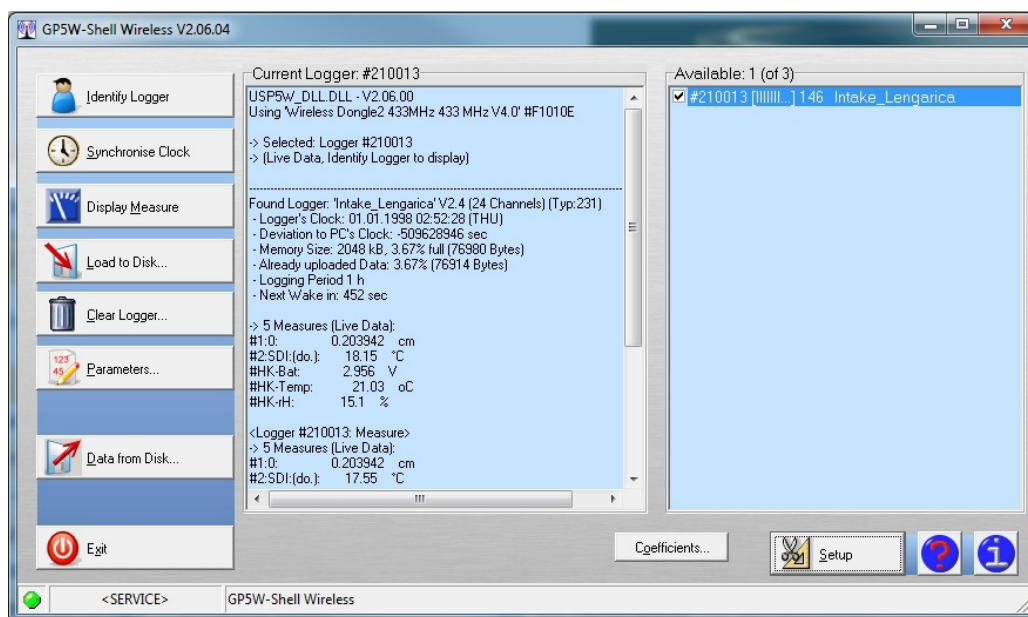 GP5W-Shell Wireless V2.06.04
Identify Logger
Synchronise Clock
Display Measure
Load to Disk...
Clear Logger...
123
45
Parameters...
Data from Disk...
Exit
Current Logger: #210013
USP5W_DLL.DLL - V2.06.00
Using 'Wireless Dongle2 433MHz 433 MHz V4.0' #F1010E
-> Selected: Logger #210013
-> (Live Data, Identify Logger to display)
Found Logger: 'Intake_Lengarica' V2.4 (24 Channels) (Typ:231)
- Logger's Clock: 01.01.1998 02:52:28 (THU)
- Deviation to PC's Clock: -509628946 sec
- Memory Size: 2048 kB, 3.67% full (76980 Bytes)
- Already uploaded Data: 3.67% (76914 Bytes)
- Logging Period 1 h
- Next Wake in: 452 sec
-> 5 Measures (Live Data):
#1:0: 0.203942 cm
#2:SDI:(do.): 18.15 °C
#HK-Bat: 2.956 V
#HK-Temp: 21.03 oC
#HK-rH: 15.1 %
<Logger #210013: Measure>
-> 5 Measures (Live Data):
#1:0: 0.203942 cm
#2:SDI:(do.): 17.55 °C
Available: 1 (of 3)
#210013 [IIIIIII...] 146 Intake_Lengarica
Coefficients...
Setup
?
i
<SERVICE>
GP5W-Shell Wireless